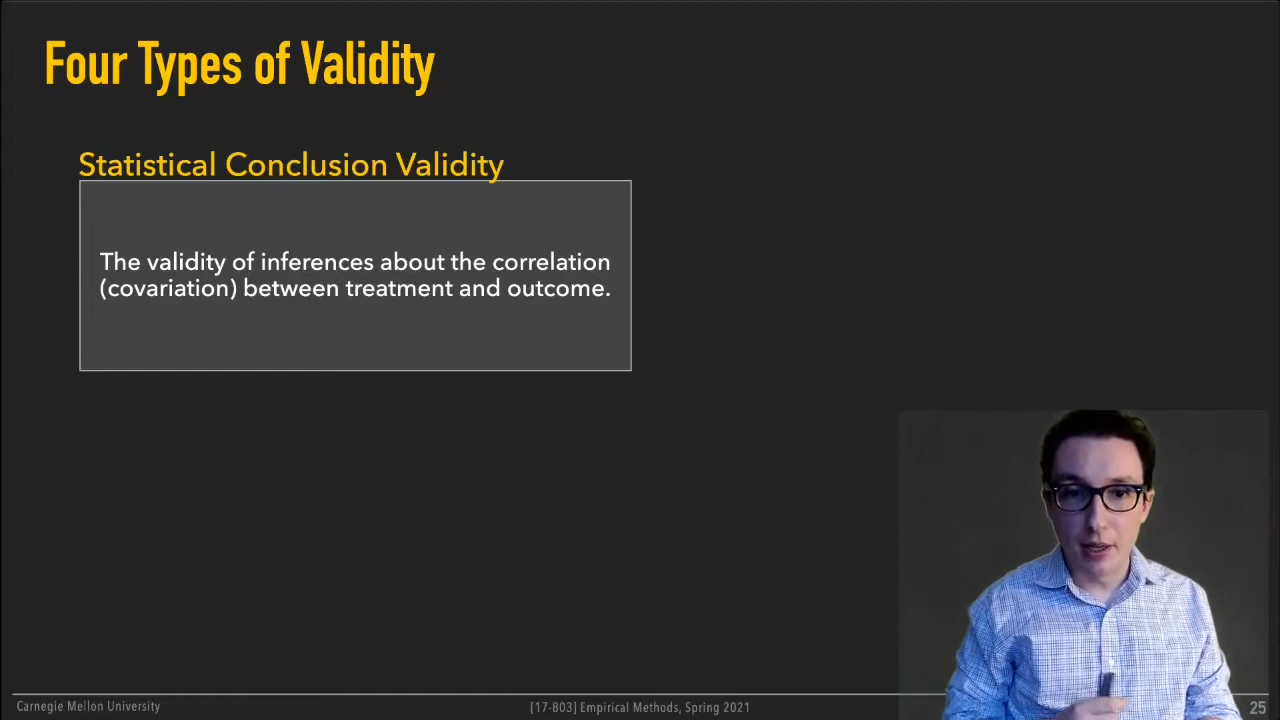 Four Types of Validity
Statistical Conclusion Validity
The validity of inferences about the correlation
(covariation) between treatment and outcome.
Carnegie Mellon University
[17-803] Empirical Methods, Spring 2021
25